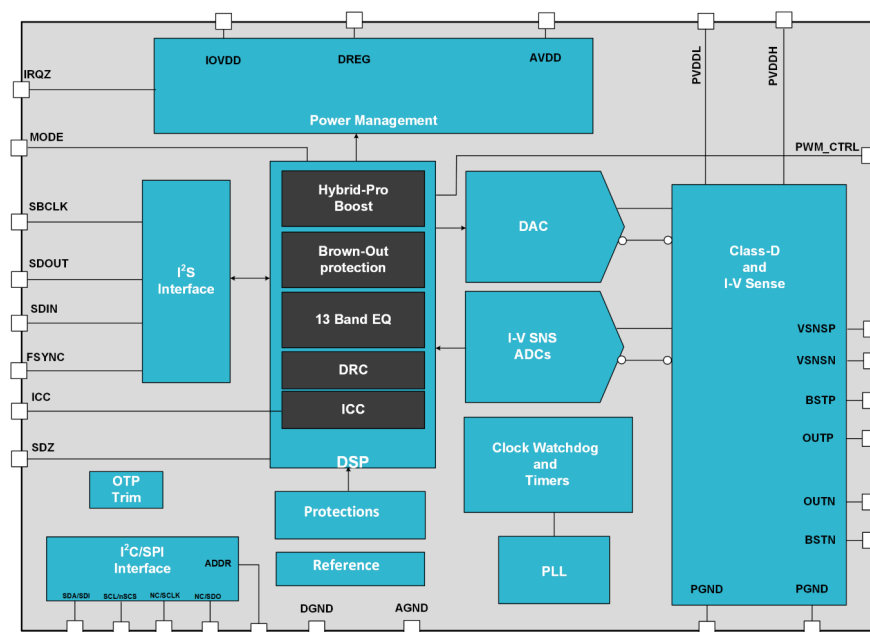 IOVDD
DREG
AVDD
PVDDL
PVDDH
IRQZ
Power Management
MODE
PWM_CTRL
Hybrid-Pro
Boost
DAC
SBCLK
Brown-Out
protection
Class-D
and
I-V Sense
SDOUT
I²S
Interface
SDIN
13 Band EQ
I-V SNS
ADCs
VSNSP
FSYNC
VSNSN
DRC
ICC
ICC
BSTP
OUTP
SDZ
DSP
Clock Watchdog
and
Timers
OTP
Trim
Protections
OUTN
BSTN
I²C/SPI
Interface
ADDR
Reference
PLL
SDA/SDI
SCL/nSCS
NC/SCLK
NC/SDO
DGND
AGND
PGND
PGND